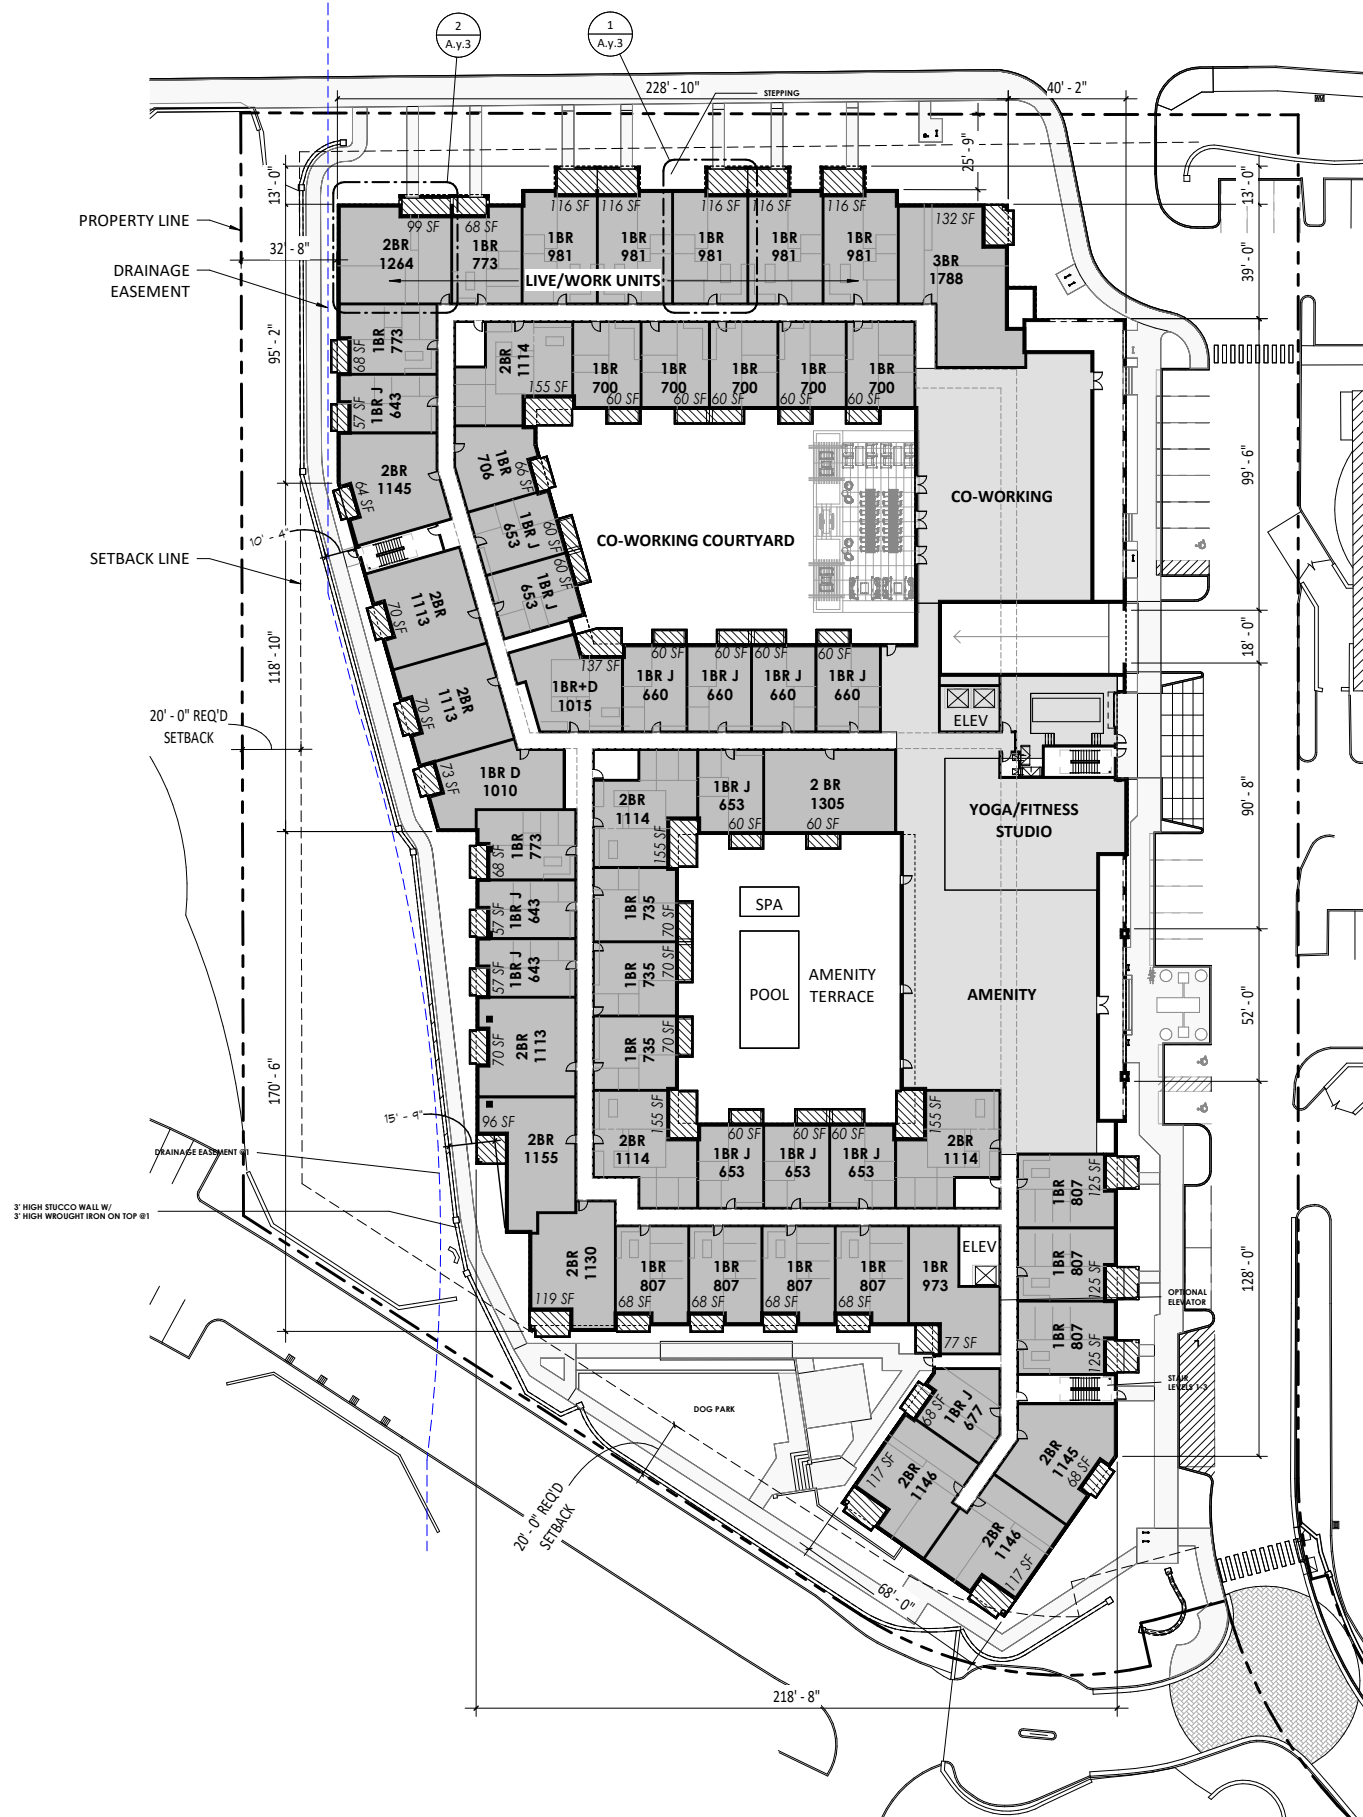 2
A.y.3
1
A.y.3
228' - 10"
40' - 2"
STEPPING
25' - 9"
13' - 0"
13' - 0"
PROPERTY LINE
32' - 8"
DRAINAGE
EASEMENT
39' - 0"
99 SF
68 SF
116 SF
116 SF
116 SF
116 SF
116 SF
132 SF
2BR
1264
1BR
773
1BR
981
1BR
981
1BR
981
1BR
981
1BR
981
3BR
1788
LIVE/WORK UNITS
95' - 2"
68 SF
1BR
773
57 SF
1BR J
643
2BR
1114
155 SF
1BR
700
1BR
700
1BR
700
1BR
700
1BR
700
60 SF
60 SF
60 SF
60 SF
60 SF
2BR
1145
64 SF
1BR
706
66 SF
1BR J
653
60 SF
1BR J
653
60 SF
CO-WORKING COURTYARD
CO-WORKING
99' - 6"
10' - 4"
SETBACK LINE
2BR
1113
70 SF
2BR
1113
70 SF
118' - 10"
18' - 0"
137 SF
60 SF
60 SF
60 SF
60 SF
1BR+D
1015
1BR J
660
1BR J
660
1BR J
660
1BR J
660
ELEV
20' - 0" REQ'D
SETBACK
73 SF
1BR D
1010
2BR
1114
155 SF
1BR J
653
60 SF
2 BR
1305
60 SF
YOGA/FITNESS
STUDIO
90' - 8"
68 SF
1BR
773
57 SF
1BR J
643
57 SF
1BR J
643
1BR
735
70 SF
1BR
735
70 SF
1BR
735
70 SF
SPA
POOL
AMENITY
TERRACE
AMENITY
52' - 0"
70 SF
2BR
1113
170' - 6"
15' - 9"
96 SF
2BR
1155
155 SF
2BR
1114
60 SF
60 SF
60 SF
1BR J
653
1BR J
653
1BR J
653
155 SF
2BR
1114
1BR
807
125 SF
DRAINAGE EASEMENT @1
3' HIGH STUCCO WALL W/
3' HIGH WROUGHT IRON ON TOP @1
2BR
1130
119 SF
1BR
807
1BR
807
1BR
807
1BR
807
68 SF
68 SF
68 SF
68 SF
1BR
973
77 SF
ELEV
1BR
807
125 SF
1BR
807
125 SF
OPTIONAL
ELEVATOR
128' - 0"
STAIR
LEVELS 1-3
DOG PARK
68 SF
1BR J
677
117 SF
2BR
1146
2BR
1145
68 SF
2BR
1146
117 SF
20' - 0" REQ'D
SETBACK
68' - 0"
218' - 8"